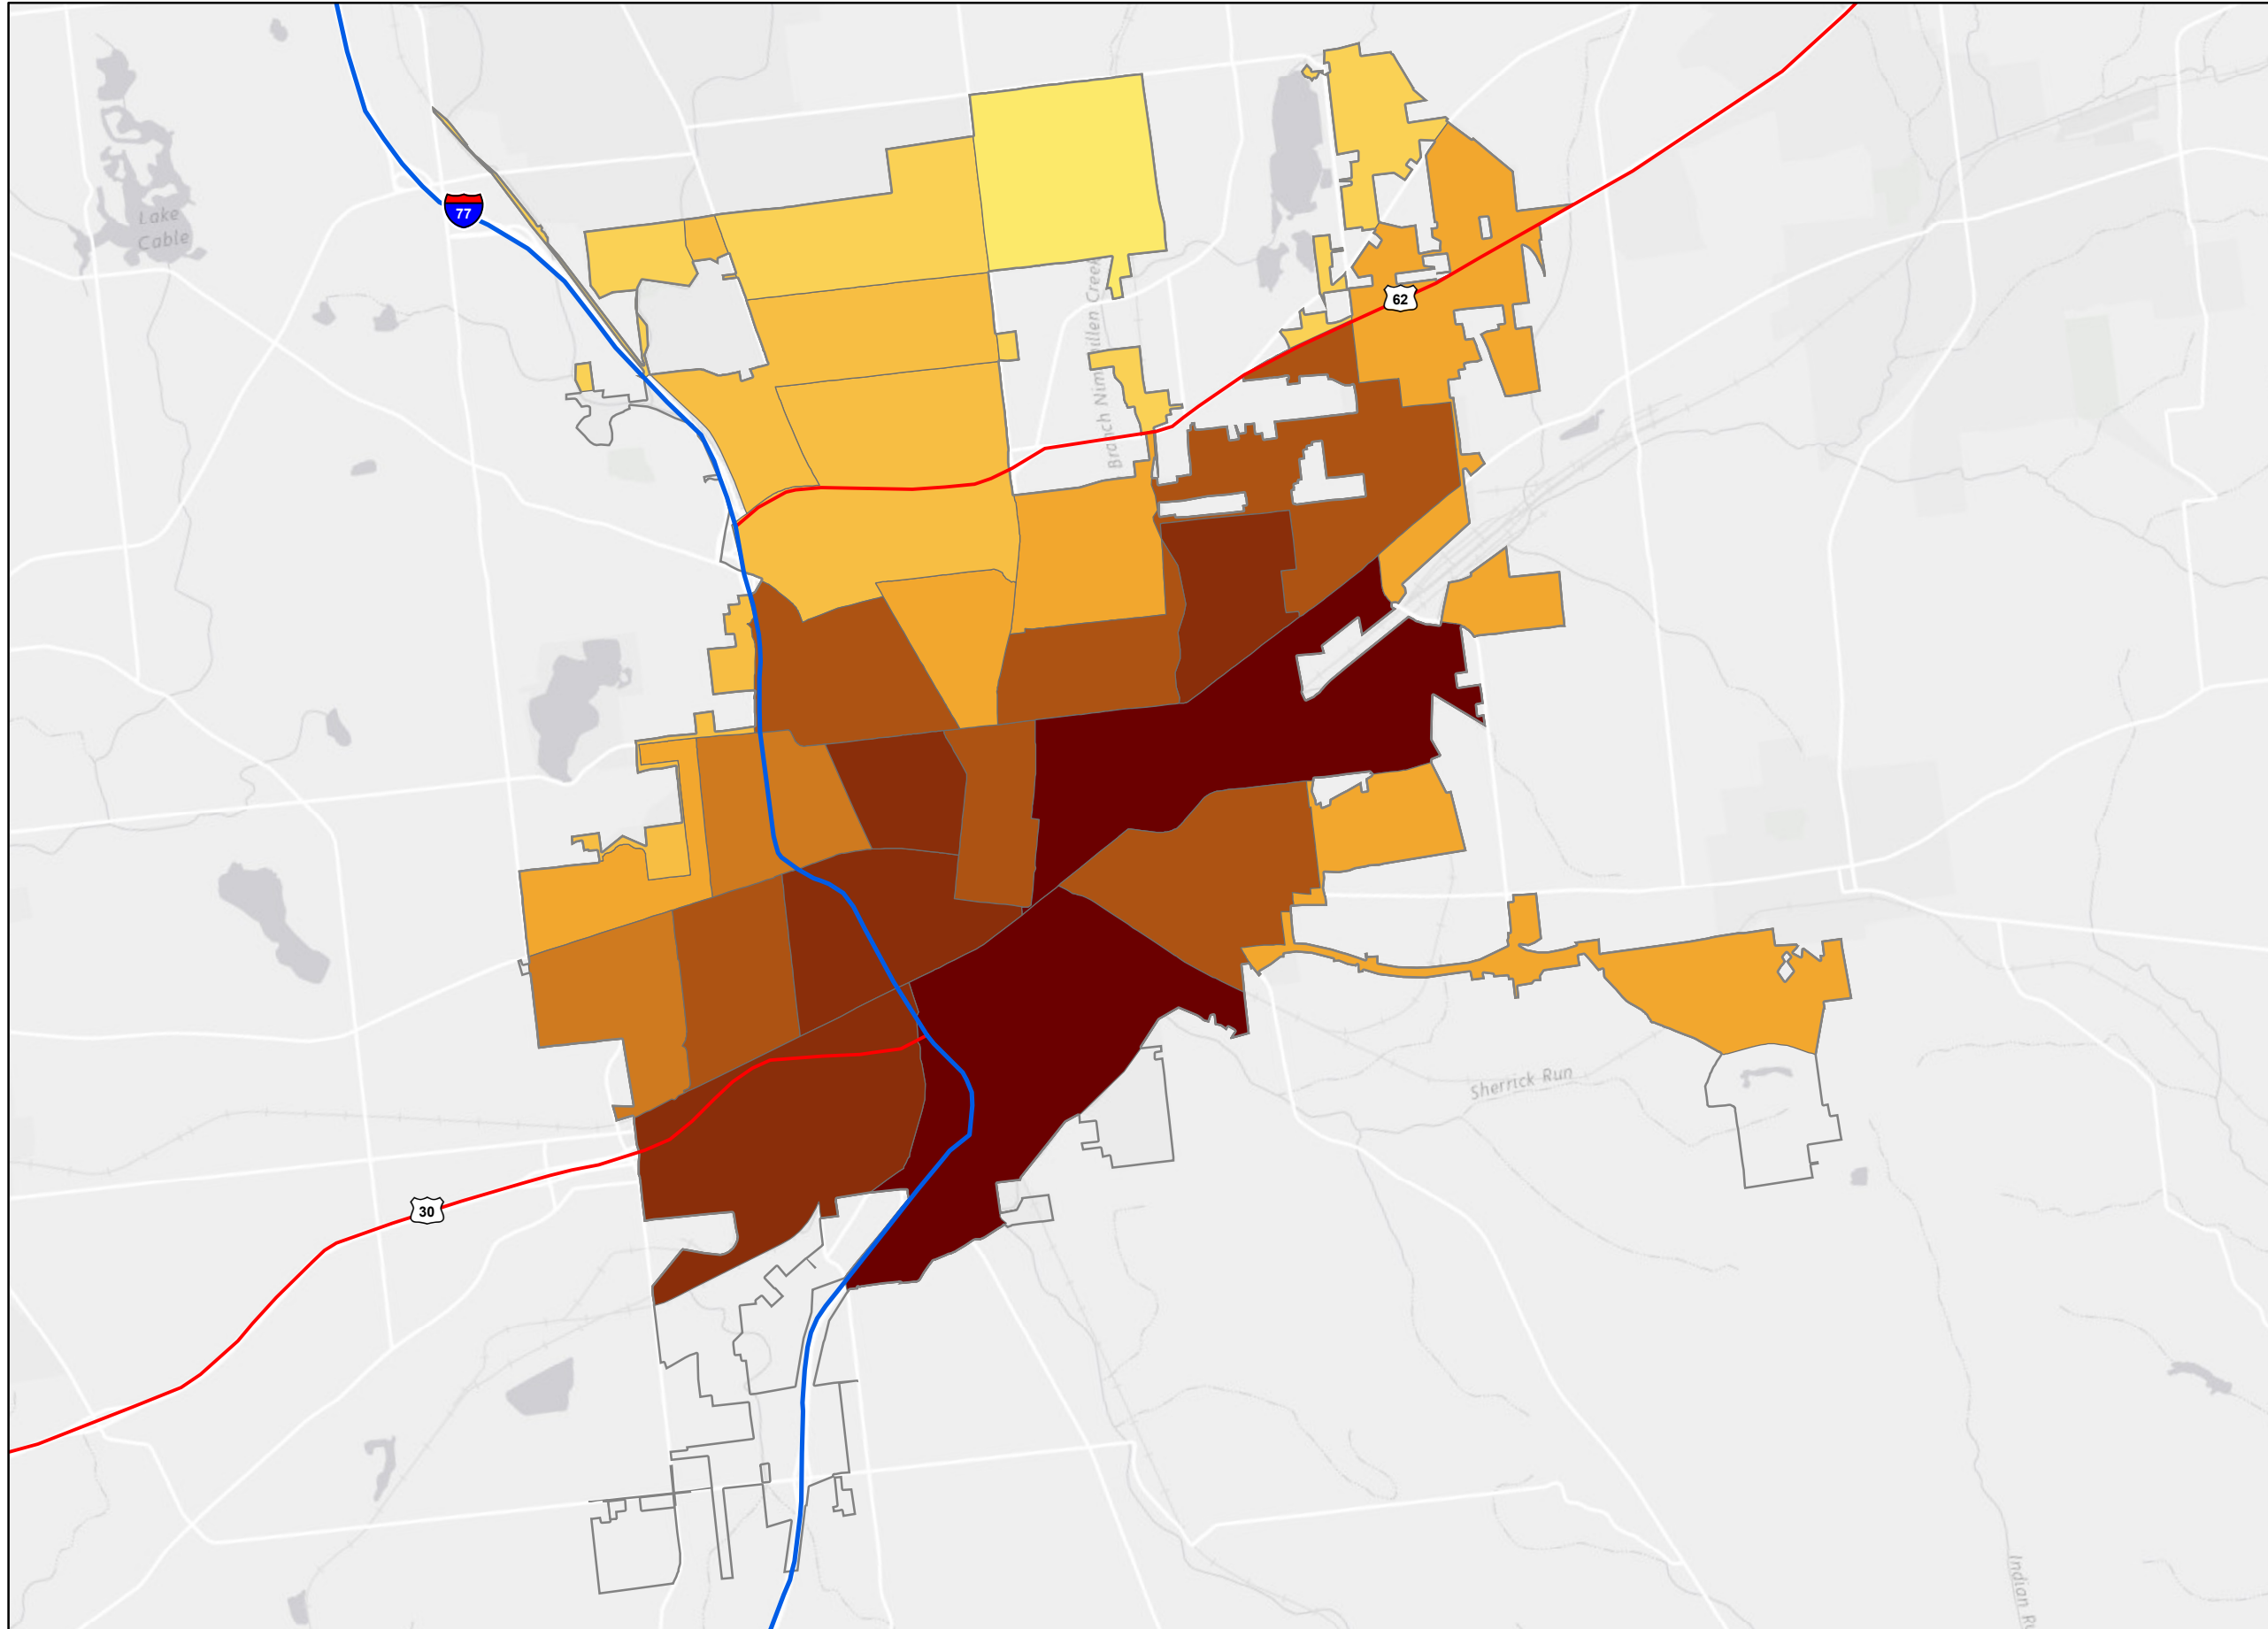 Lake
Cable
77
Branch Nimishillen Creek
62
Sherrick Run
30
Indian R